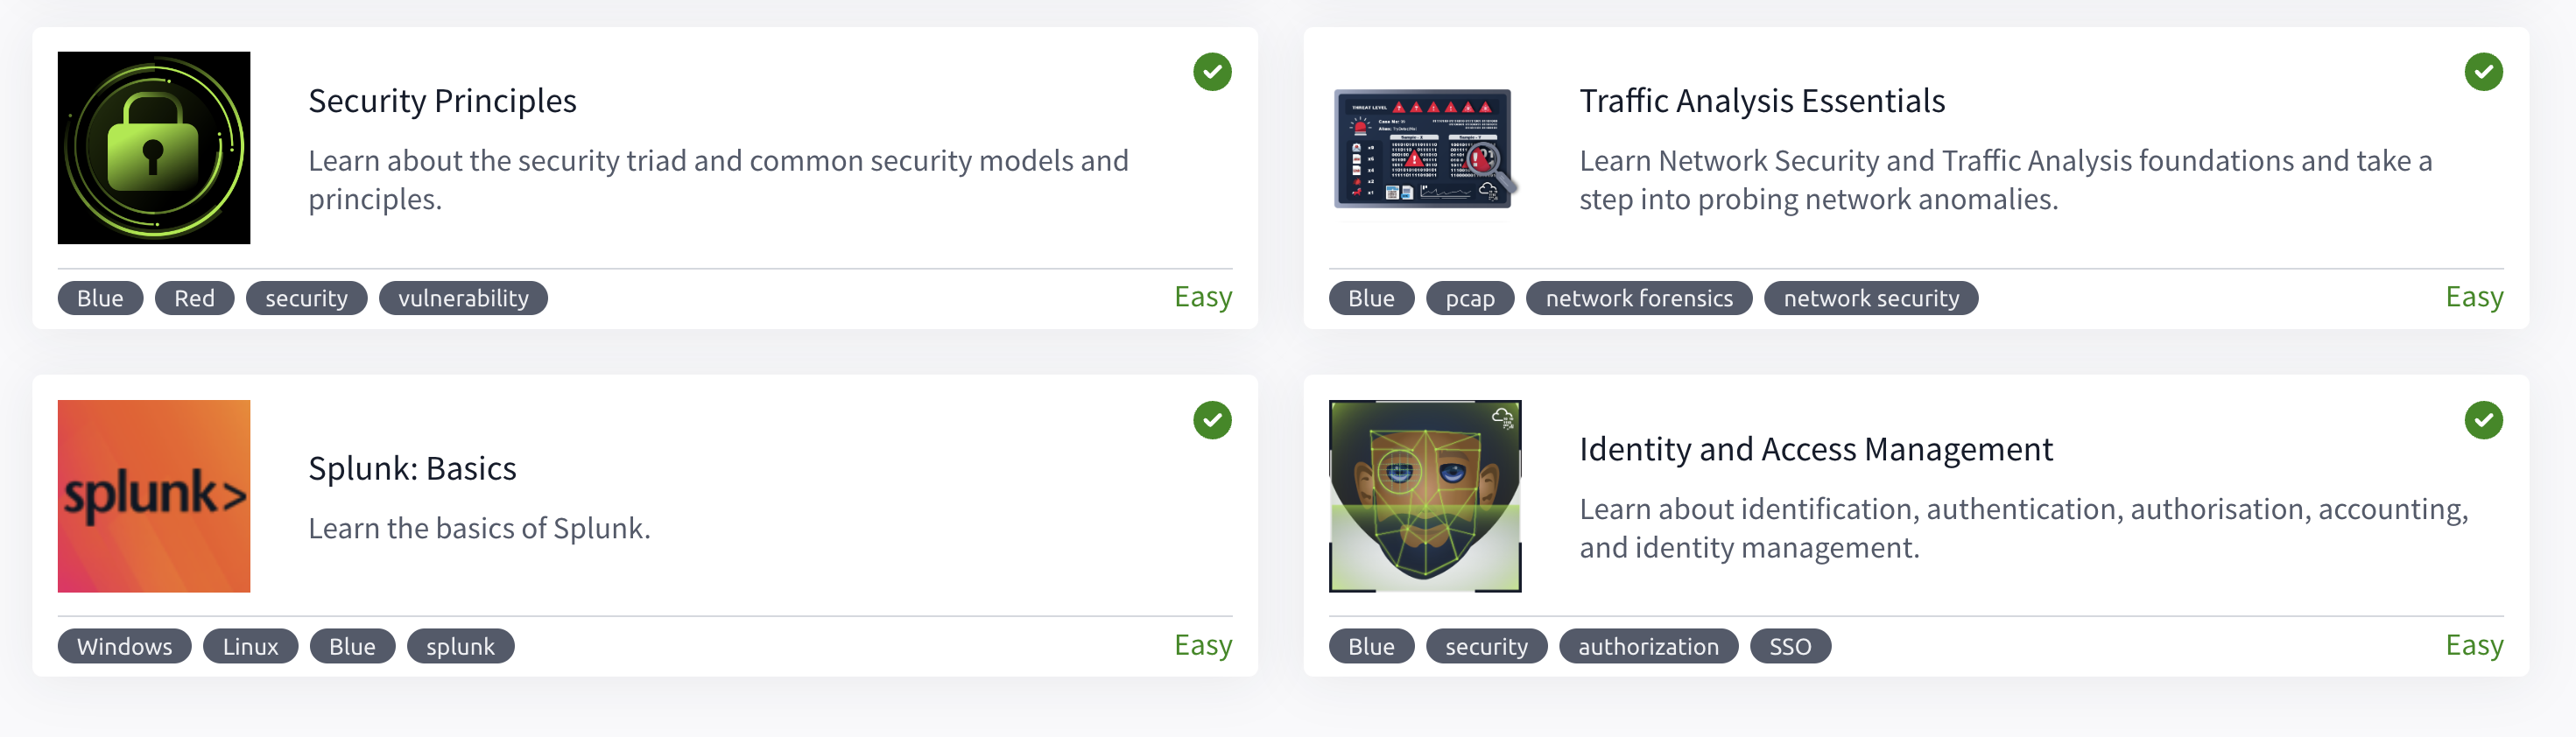 Security Principles
Learn about the security triad and common security models and
principles.
Blue Red security vulnerability
Easy
THREAT LEVEL
Traffic Analysis Essentials
Learn Network Security and Traffic Analysis foundations and take a
step into probing network anomalies.
Blue pcap network forensics network security
Easy
splunk>
Splunk: Basics
Learn the basics of Splunk.
Windows Linux Blue splunk
Easy
Identity and Access Management
Learn about identification, authentication, authorisation, accounting,
and identity management.
Blue security authorization SSO
Easy